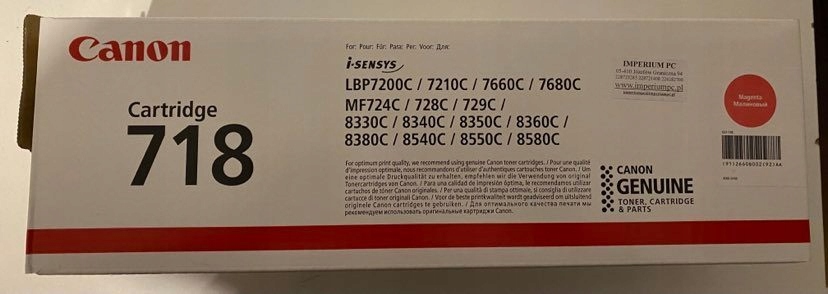 Canon
Cartridge
718
For: Pour: Für: Para: Per: Voor: Для:
i-SENSYS
LBP7200C / 7210C / 7660C / 7680C
MF724C / 728C / 729C /
8330C / 8340C / 8350C / 8360C /
8380C / 8540C / 8550C / 8580C
For optimum print quality, we recommend using genuine Canon toner cartridges. / Pour une qualité
d'impression optimale, nous recommandons d'utiliser d'authentiques cartouches toner Canon. / Um
eine optimale Druckqualität zu erhalten, empfehlen wir die Verwendung von original
Tonercartridges von Canon. / Para una calidad de impresión óptima, le recomendamos utilizar
cartuchos de tóner Canon originales. / Per una qualità di stampa ottimale, si consiglia di utilizzare
cartucce di toner Canon originali. / Voor de beste printkwaliteit wordt geadviseerd om uitsluitend
originele Canon cartridges te gebruiken. / Для оптимального качества печати мы
рекомендуем использовать оригинальные картриджи Canon.
IMPERIUM PC
www.imperiumpc.pl
Magenta
Малиновый
CANON
GENUINE
TONER, CARTRIDGE
& PARTS